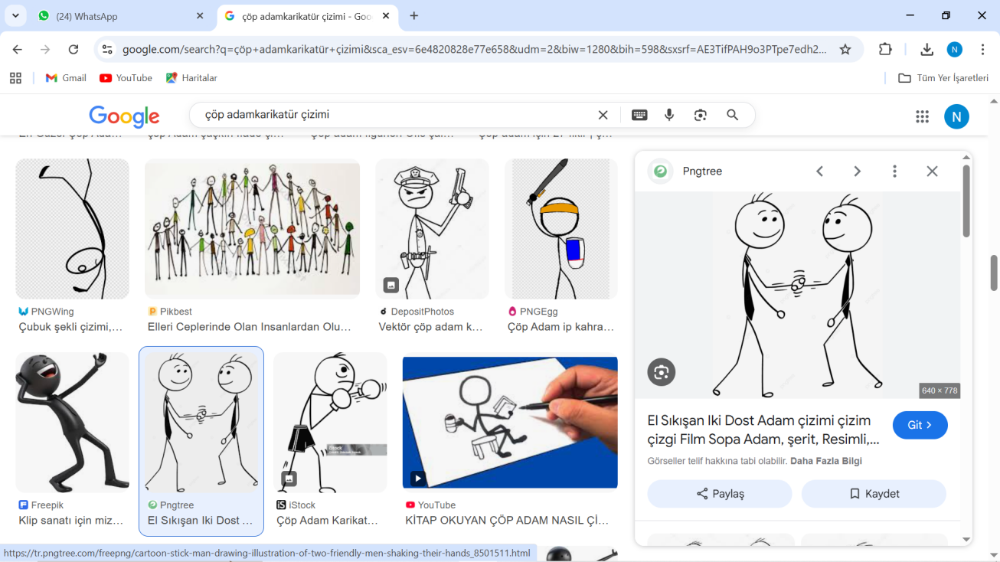 (24) WhatsApp
çöp adamkarikatür çizimi - Goo
google.com/search?q=çöp+adamkarikatür+çizimi&sca_esv=6e4820828e77e658&udm=2&biw=1280&bih=598&sxsrf=AE3TifPAH9o3PTpe7edh2...
N
Gmail
YouTube
Haritalar
Tüm Yer İşaretleri
Google
çöp adamkarikatür çizimi
N
PNGWing
Çubuk şekli çizimi,...
Pikbest
Elleri Ceplerinde Olan Insanlardan Olu...
DepositPhotos
Vektör çöp adam k...
PNGEgg
Çöp Adam ip kahra...
Freepik
Klip sanatı için miz...
Pngtree
El Sıkışan Iki Dost ...
iStock
iStock
Çöp Adam Karikat...
YouTube
KİTAP OKUYAN ÇÖP ADAM NASIL Çİ...
Pngtree
640 × 778
El Sıkışan Iki Dost Adam çizimi çizim
çizgi Film Sopa Adam, şerit, Resimli,...
Git
Görseller telif hakkına tabi olabilir. Daha Fazla Bilgi
Paylaş
Kaydet
https://tr.pngtree.com/freepng/cartoon-stick-man-drawing-illustration-of-two-friendly-men-shaking-their-hands_8501511.html